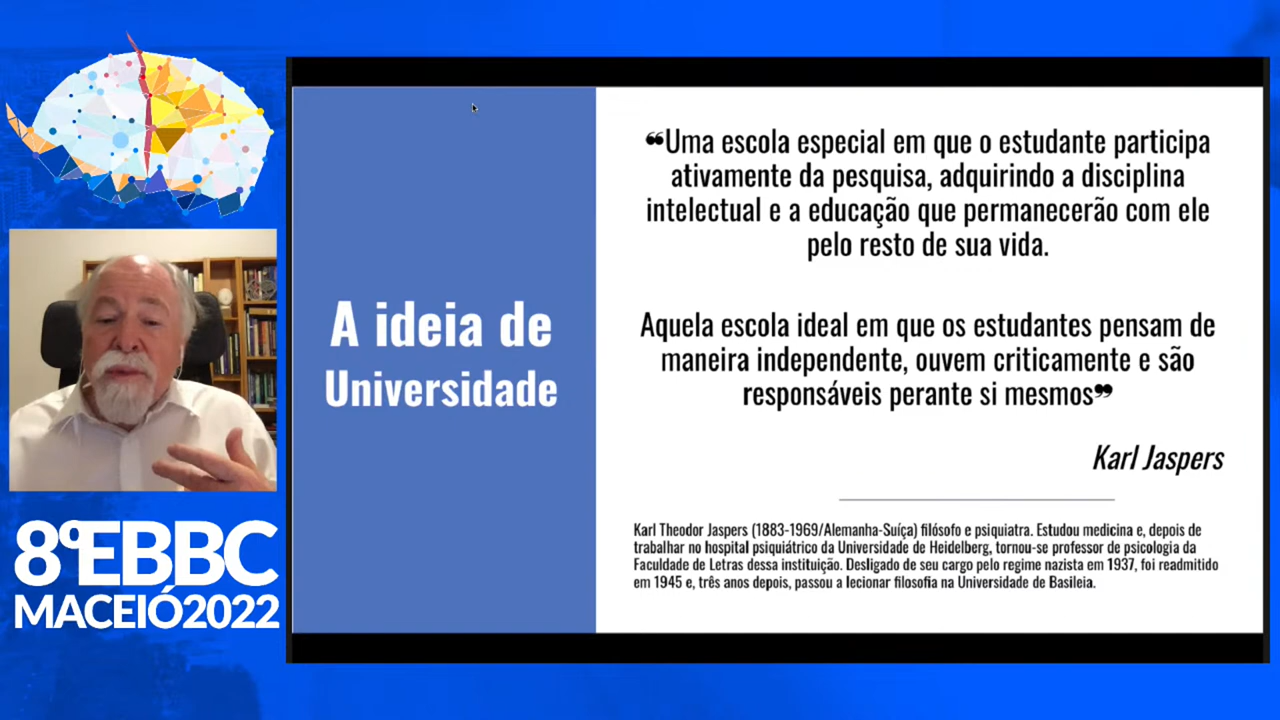 8ºEBBC
MACEIÓ2022
A ideia de
Universidade
❝Uma escola especial em que o estudante participa
ativamente da pesquisa, adquirindo a disciplina
intelectual e a educação que permanecerão com ele
pelo resto de sua vida.
Aquela escola ideal em que os estudantes pensam de
maneira independente, ouvem criticamente e são
responsáveis perante si mesmos❞
Karl Jaspers
Karl Theodor Jaspers (1883-1969/Alemanha-Suíça) filósofo e psiquiatra. Estudou medicina e, depois de
trabalhar no hospital psiquiátrico da Universidade de Heidelberg, tornou-se professor de psicologia da
Faculdade de Letras dessa instituição. Desligado de seu cargo pelo regime nazista em 1937, foi readmitido
em 1945 e, três anos depois, passou a lecionar filosofia na Universidade de Basileia.